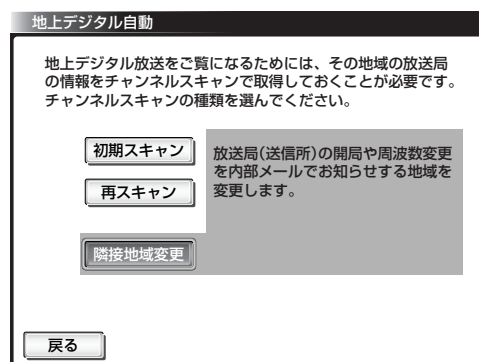 地上デジタル自動
地上デジタル放送をご覧になるためには、その地域の放送局
の情報をチャンネルスキャンで取得しておくことが必要です。
チャンネルスキャンの種類を選んでください。
初期スキャン
再スキャン
隣接地域変更
放送局(送信所)の開局や周波数変更
を内部メールでお知らせする地域を
変更します。
戻る